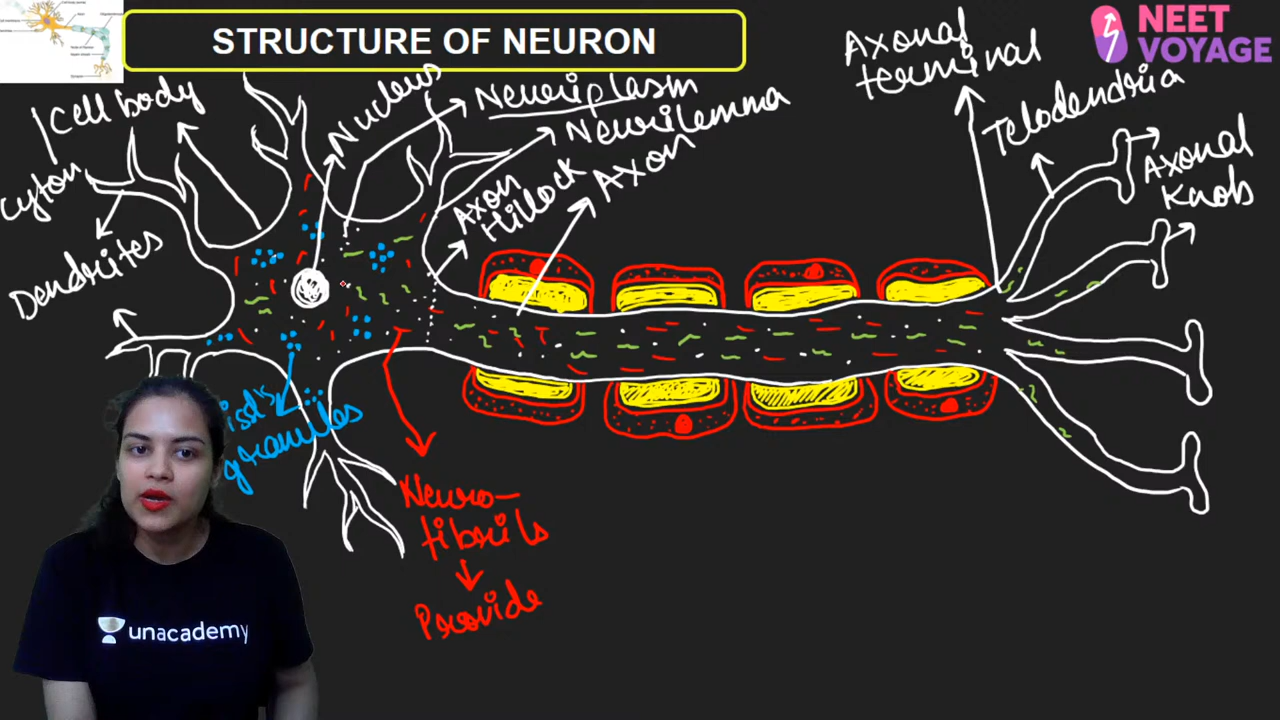 STRUCTURE OF NEURON
NEET
VOYAGE
Cell body
Cyton
Dendrites
Nucleus
Neuriplasm
Neurilemma
Axon
Hillock
Axon
Axonal
terminal
Telodendria
Axonal
Knob
granules
Neuro-
fibrils
Provide
unacademy